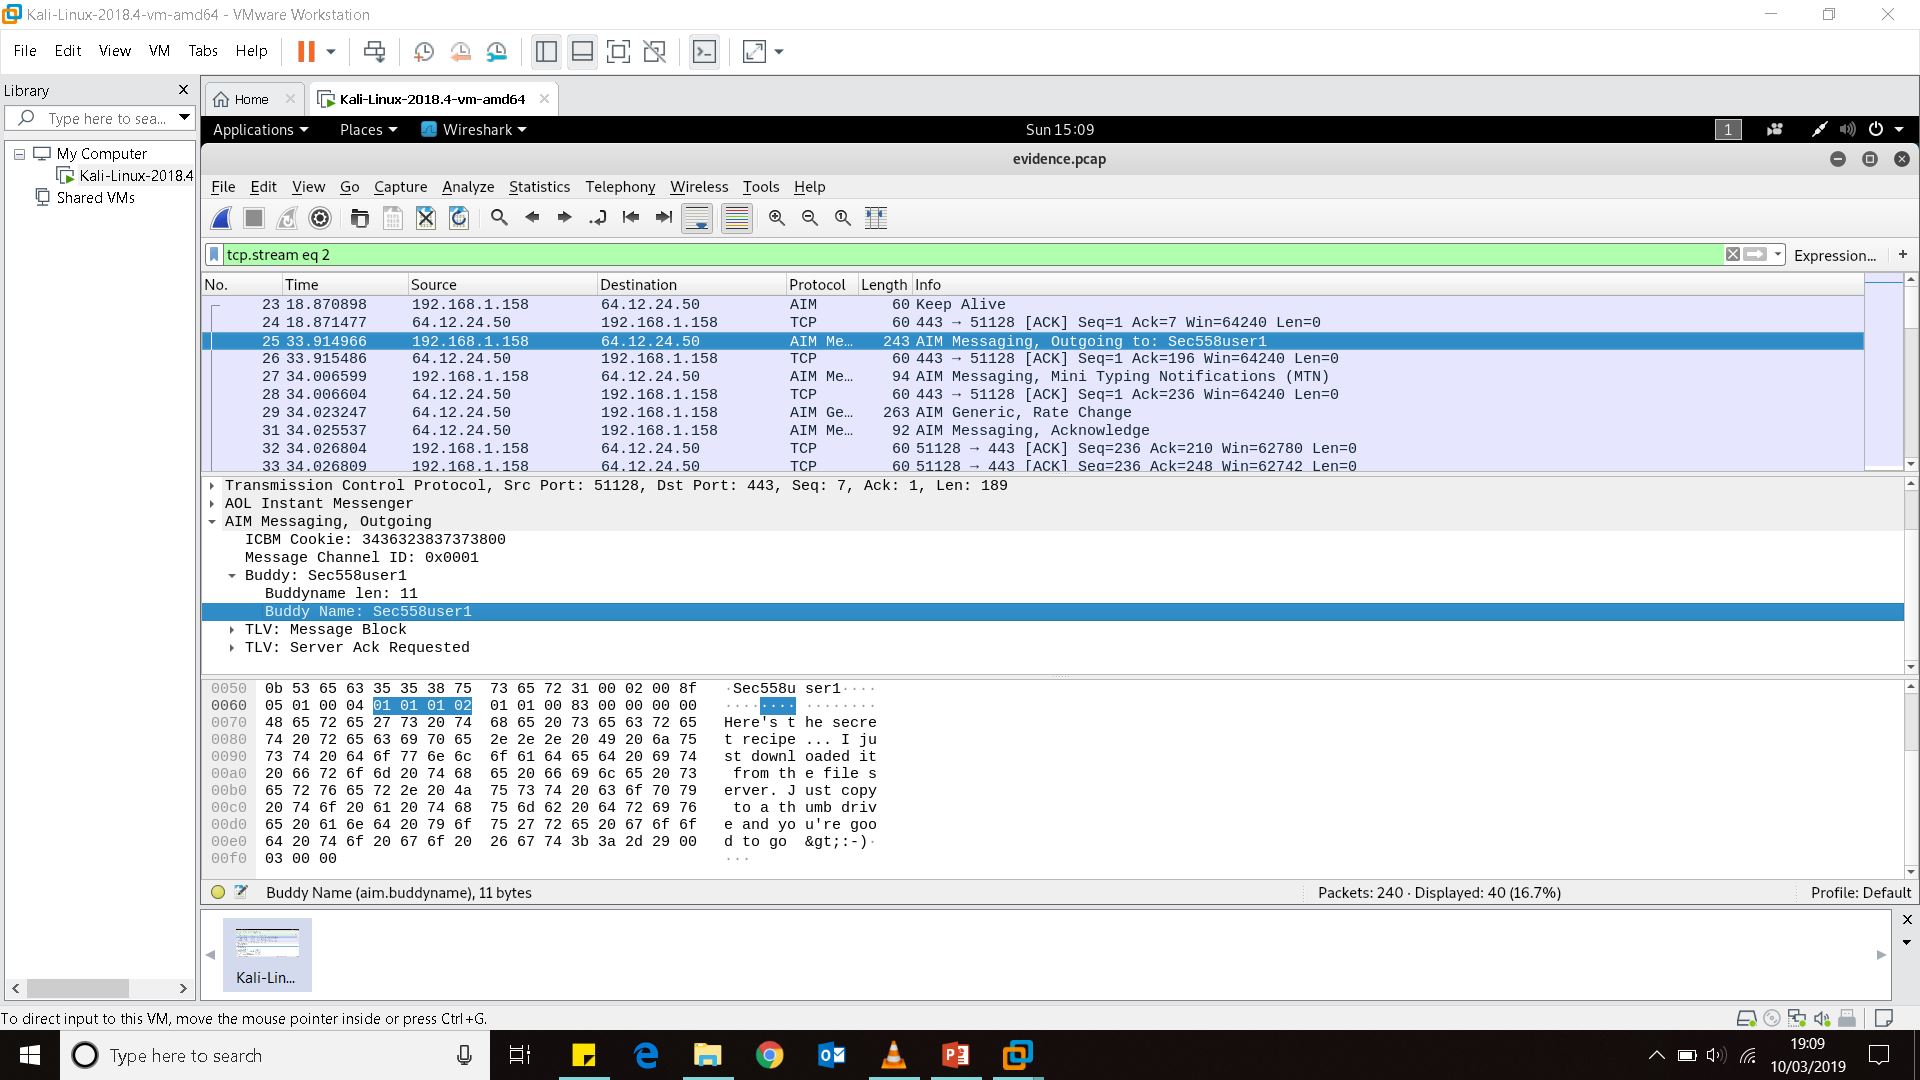 Kali-Linux-2018.4-vm-amd64 - VMware Workstation
File Edit View VM Tabs Help
Library
Type here to sea...
My Computer
Kali-Linux-2018.4
Shared VMs
Home
Kali-Linux-2018.4-vm-amd64
Applications Places Wireshark Sun 15:09 1
evidence.pcap
File Edit View Go Capture Analyze Statistics Telephony Wireless Tools Help
tcp.stream eq 2 Expression... +
No. Time Source Destination Protocol Length Info
23 18.870898 192.168.1.158 64.12.24.50 AIM 60 Keep Alive
24 18.871477 64.12.24.50 192.168.1.158 TCP 60 443 → 51128 [ACK] Seq=1 Ack=7 Win=64240 Len=0
25 33.914966 192.168.1.158 64.12.24.50 AIM Me… 243 AIM Messaging, Outgoing to: Sec558user1
26 33.915486 64.12.24.50 192.168.1.158 TCP 60 443 → 51128 [ACK] Seq=1 Ack=196 Win=64240 Len=0
27 34.006599 192.168.1.158 64.12.24.50 AIM Me… 94 AIM Messaging, Mini Typing Notifications (MTN)
28 34.006604 64.12.24.50 192.168.1.158 TCP 60 443 → 51128 [ACK] Seq=1 Ack=236 Win=64240 Len=0
29 34.023247 64.12.24.50 192.168.1.158 AIM Ge… 263 AIM Generic, Rate Change
31 34.025537 64.12.24.50 192.168.1.158 AIM Me… 92 AIM Messaging, Acknowledge
32 34.026804 192.168.1.158 64.12.24.50 TCP 60 51128 → 443 [ACK] Seq=236 Ack=210 Win=62780 Len=0
33 34.026809 192.168.1.158 64.12.24.50 TCP 60 51128 → 443 [ACK] Seq=236 Ack=248 Win=62742 Len=0
Transmission Control Protocol, Src Port: 51128, Dst Port: 443, Seq: 7, Ack: 1, Len: 189
AOL Instant Messenger
AIM Messaging, Outgoing
ICBM Cookie: 3436323837373800
Message Channel ID: 0x0001
Buddy: Sec558user1
Buddyname len: 11
Buddy Name: Sec558user1
TLV: Message Block
TLV: Server Ack Requested
0050 0b 53 65 63 35 35 38 75 73 65 72 31 00 02 00 8f ·Sec558u ser1····
0060 05 01 00 04 01 01 01 02 01 01 00 83 00 00 00 00 ········ ········
0070 48 65 72 65 27 73 20 74 68 65 20 73 65 63 72 65 Here's t he secre
0080 74 20 72 65 63 69 70 65 2e 2e 2e 20 49 20 6a 75 t recipe ... I ju
0090 73 74 20 64 6f 77 6e 6c 6f 61 64 65 64 20 69 74 st downl oaded it
00a0 20 66 72 6f 6d 20 74 68 65 20 66 69 6c 65 20 73 from th e file s
00b0 65 72 76 65 72 2e 20 4a 75 73 74 20 63 6f 70 79 erver. J ust copy
00c0 20 74 6f 20 61 20 74 68 75 6d 62 20 64 72 69 76 to a th umb driv
00d0 65 20 61 6e 64 20 79 6f 75 27 72 65 20 67 6f 6f e and yo u're goo
00e0 64 20 74 6f 20 67 6f 20 26 67 74 3b 3a 2d 29 00 d to go &gt;:-)·
00f0 03 00 00 ···
Buddy Name (aim.buddyname), 11 bytes Packets: 240 · Displayed: 40 (16.7%) Profile: Default
Kali-Lin...
To direct input to this VM, move the mouse pointer inside or press Ctrl+G.
Type here to search
19:09
10/03/2019